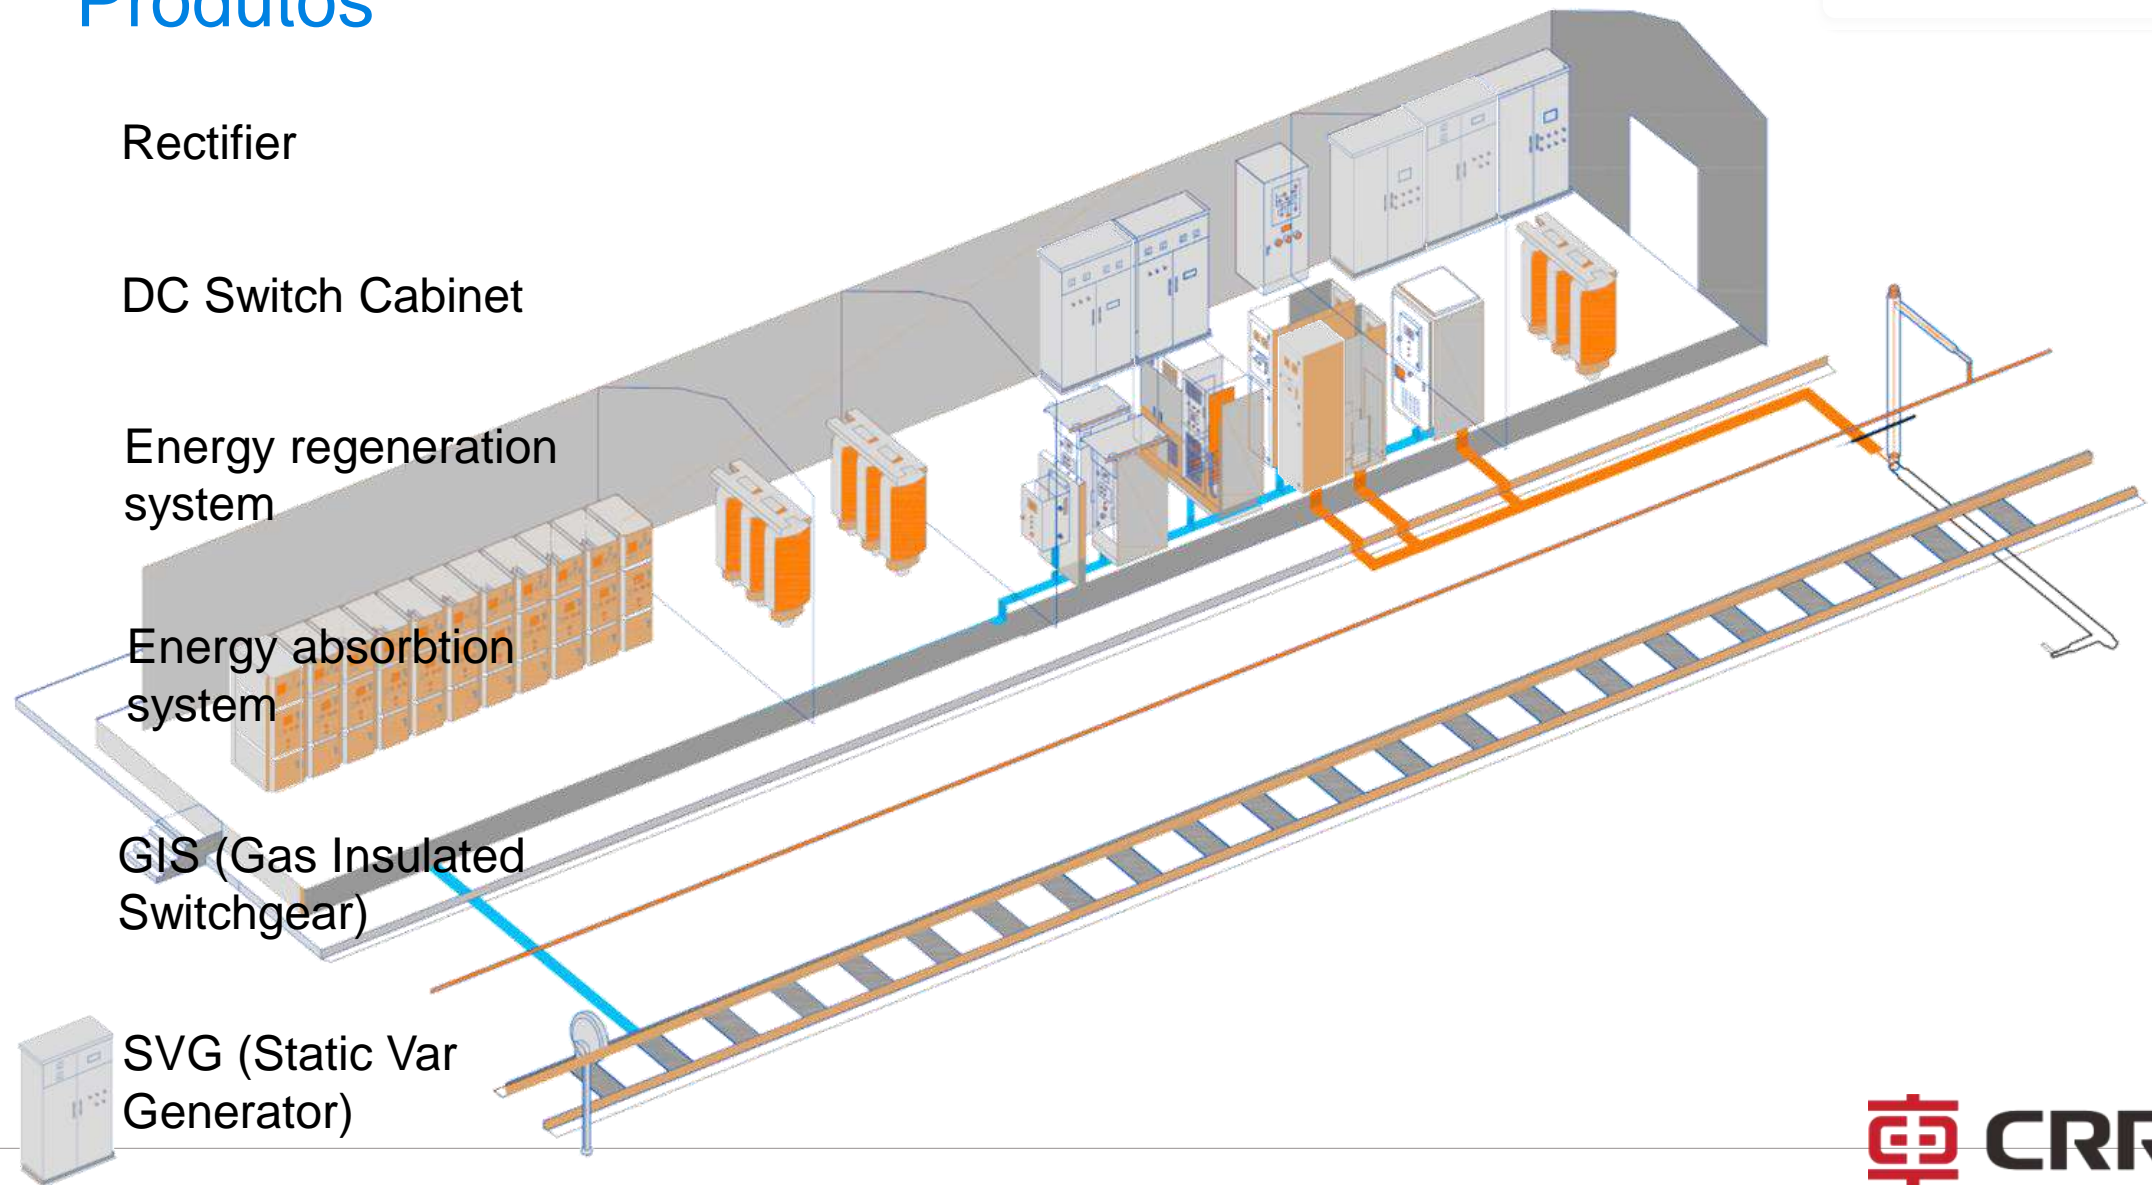 Produtos
Rectifier
DC Switch Cabinet
Energy regeneration
system
Energy absorbtion
system
GIS (Gas Insulated
Switchgear)
SVG (Static Var
Generator)
CRR